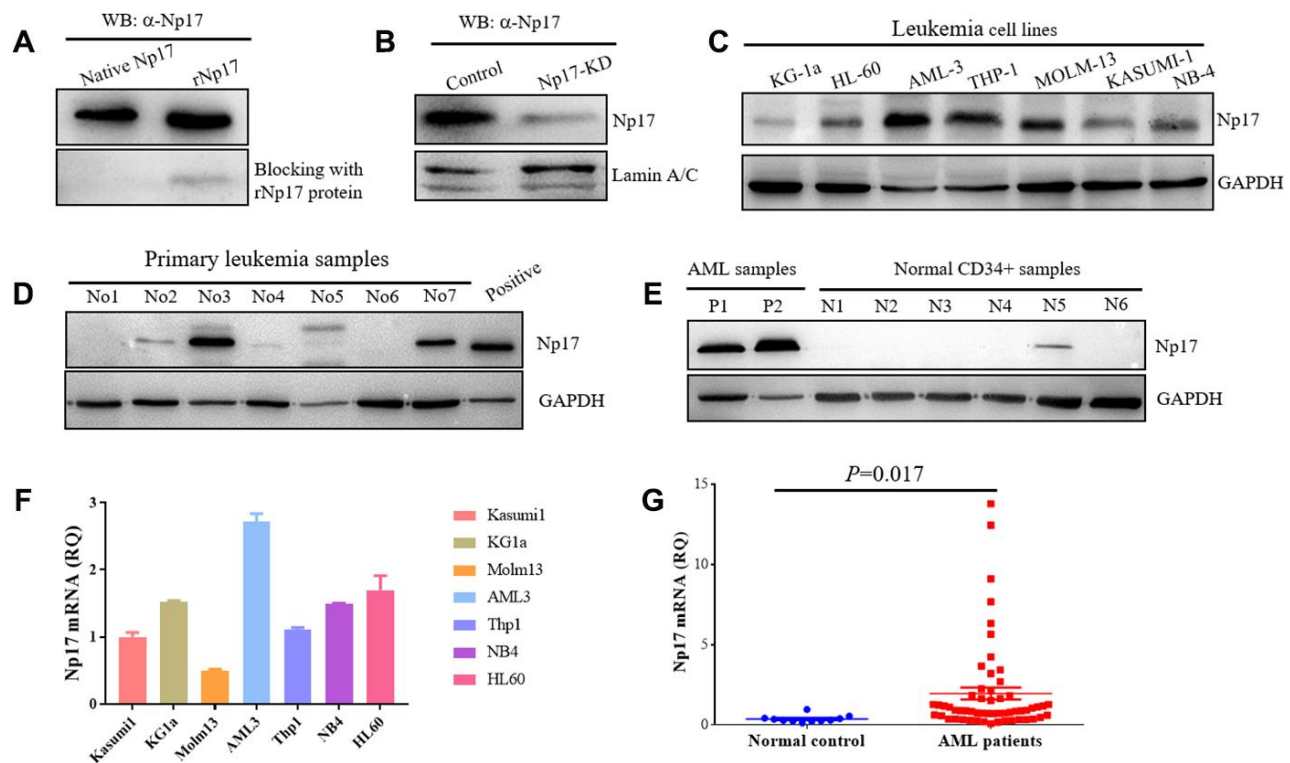 A
WB: α-Np17
Native Np17
rNp17
Blocking with
rNp17 protein
B
WB: α-Np17
Control
Np17-KD
Np17
Lamin A/C
C
Leukemia cell lines
KG-1a
HL-60
AML-3
THP-1
MOLM-13
KASUMI-1
NB-4
Np17
GAPDH
D
Primary leukemia samples
No1 No2 No3 No4 No5 No6 No7 Positive
Np17
GAPDH
E
AML samples
Normal CD34+ samples
P1 P2 N1 N2 N3 N4 N5 N6
Np17
GAPDH
F
Np17 mRNA (RQ)
3
2
1
0
Kasumi1
KG1a
Molm13
AML3
Thp1
NB4
HL60
Kasumi1
KG1a
Molm13
AML3
Thp1
NB4
HL60
G
P=0.017
Np17 mRNA (RQ)
15
10
5
0
Normal control
AML patients